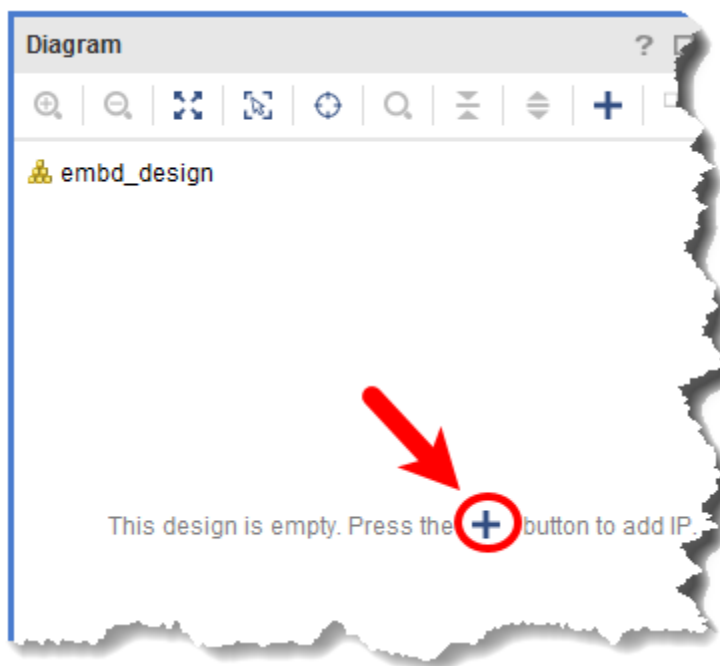 Diagram ?
embd_design
This design is empty. Press the + button to add IP.